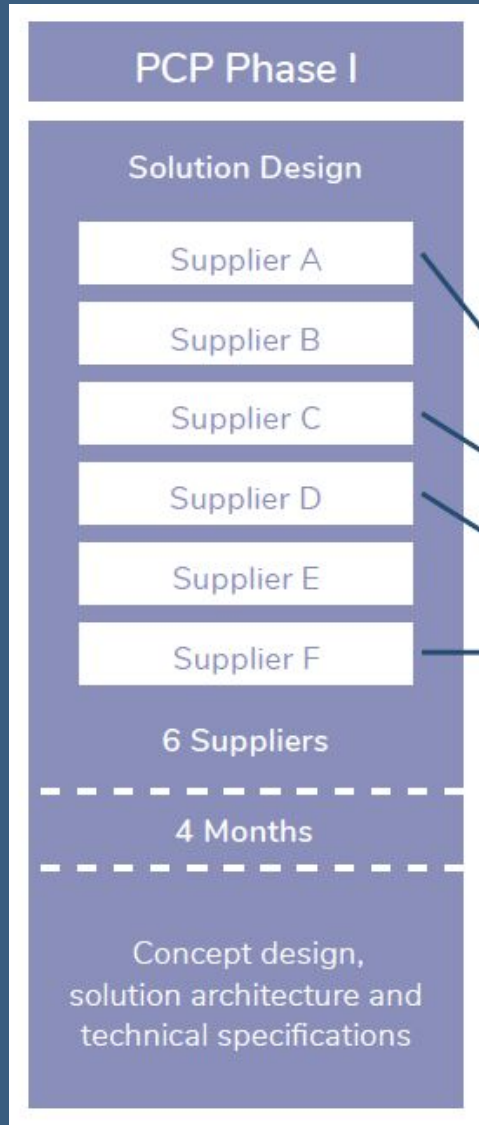 PCP Phase I
Solution Design
Supplier A
Supplier B
Supplier C
Supplier D
Supplier E
Supplier F
6 Suppliers
4 Months
Concept design,
solution architecture and
technical specifications